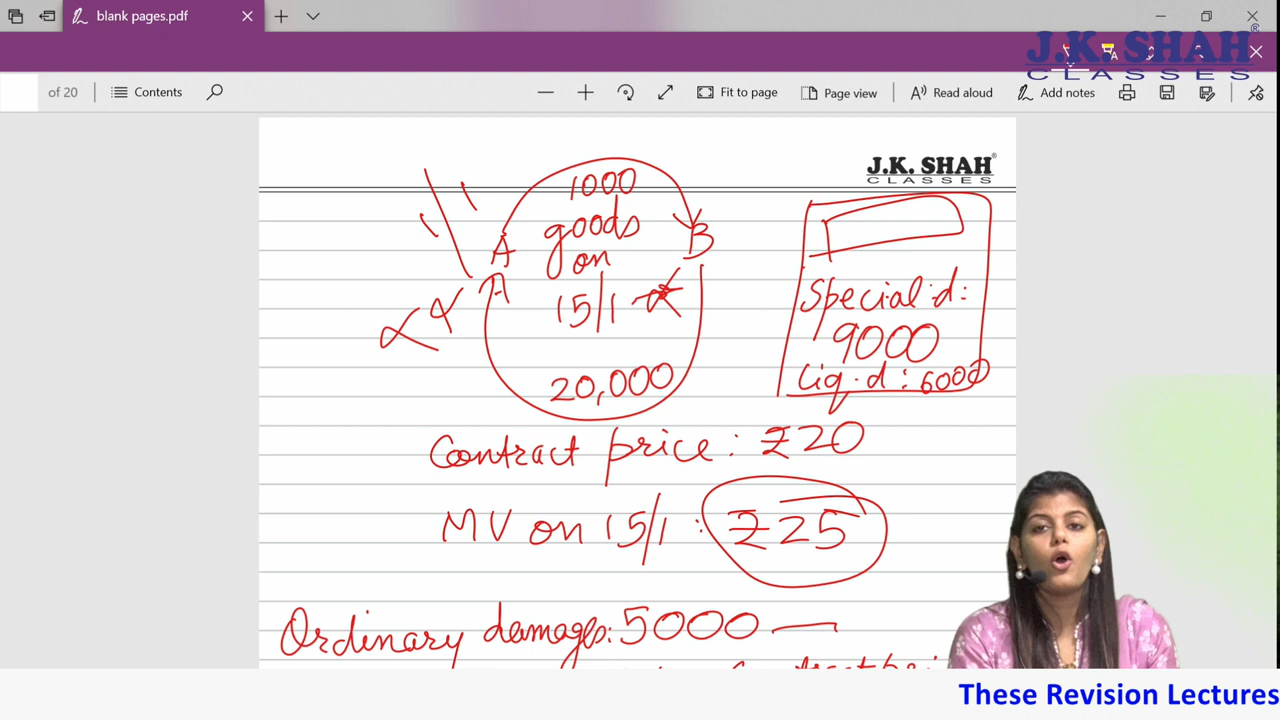 blank pages.pdf
J.K. SHAH®
CLASSES
of 20
Contents
Fit to page
Page view
Read aloud
Add notes
J.K. SHAH®
CLASSES
1000
goods
A
on
B
A
15/1
20,000
Special d:
9000
Liq. d: 6000
Contract price: ₹20
MV on 15/1: ₹25
Ordinary damages: 5000 —
These Revision Lectures